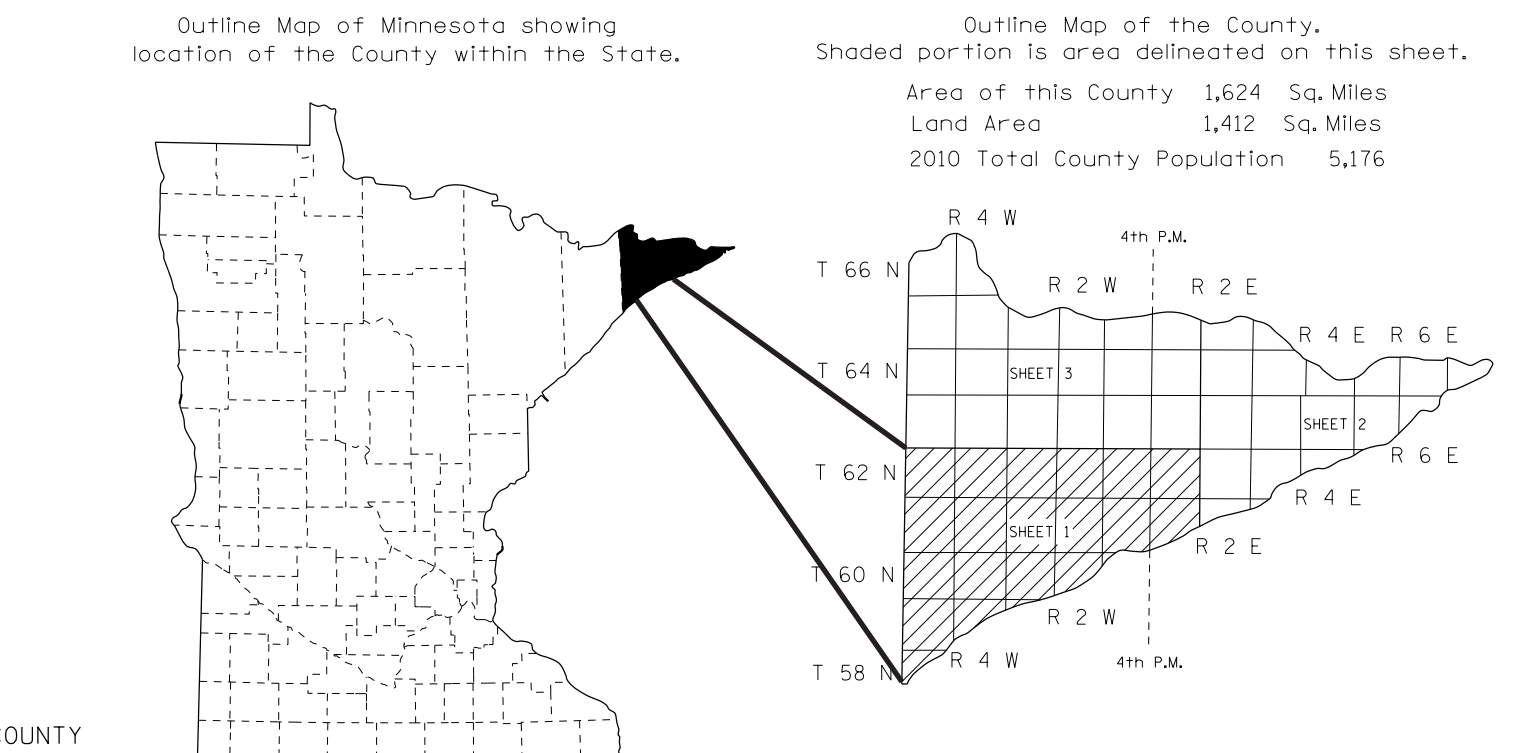 Outline Map of Minnesota showing
location of the County within the State.
Outline Map of the County.
Shaded portion is area delineated on this sheet.
Area of this County 1,624 Sq. Miles
Land Area 1,412 Sq. Miles
2010 Total County Population 5,176
R 4 W
4th P.M.
T 66 N
R 2 W
R 2 E
R 4 E
R 6 E
T 64 N
SHEET 3
SHEET 2
R 6 E
T 62 N
R 4 E
SHEET 1
R 2 E
T 60 N
R 2 W
R 4 W
4th P.M.
T 58 N
COUNTY